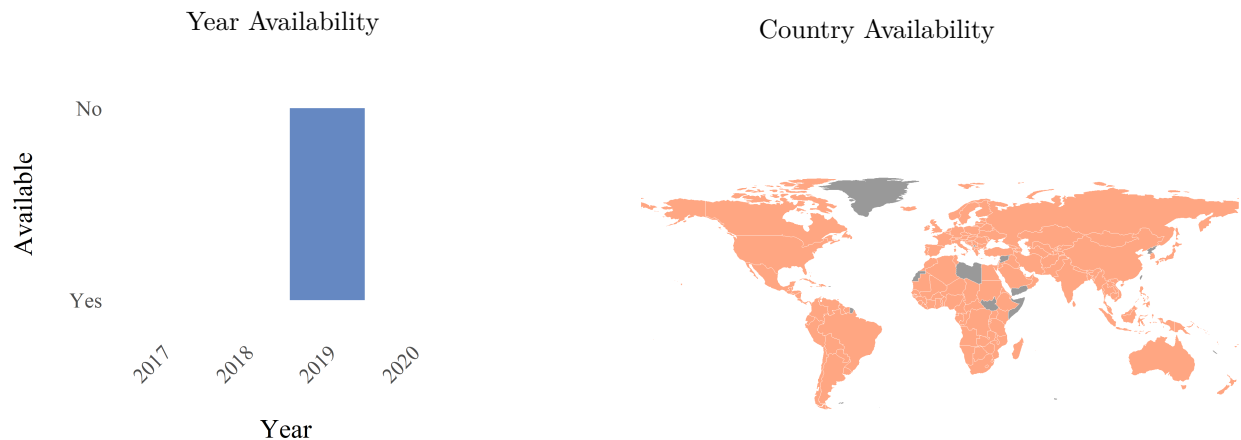 Year Availability
No
Available
Yes
2017
2018
2019
2020
Year
Country Availability